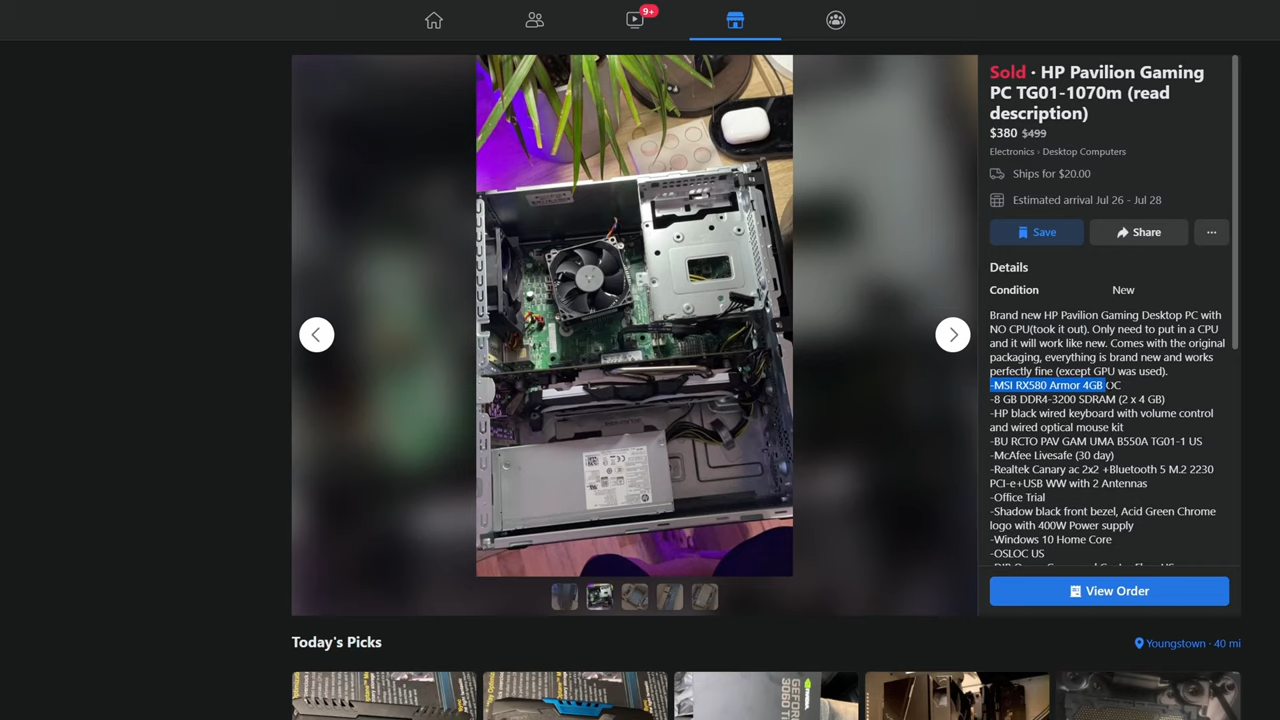 9+
Sold · HP Pavilion Gaming
PC TG01-1070m (read
description)
$380 $499
Electronics › Desktop Computers
Ships for $20.00
Estimated arrival Jul 26 - Jul 28
Save
Share
Details
Condition New
Brand new HP Pavilion Gaming Desktop PC with
NO CPU(took it out). Only need to put in a CPU
and it will work like new. Comes with the original
packaging, everything is brand new and works
perfectly fine (except GPU was used).
-MSI RX580 Armor 4GB OC
-8 GB DDR4-3200 SDRAM (2 x 4 GB)
-HP black wired keyboard with volume control
and wired optical mouse kit
-BU RCTO PAV GAM UMA B550A TG01-1 US
-McAfee Livesafe (30 day)
-Realtek Canary ac 2x2 +Bluetooth 5 M.2 2230
PCI-e+USB WW with 2 Antennas
-Office Trial
-Shadow black front bezel, Acid Green Chrome
logo with 400W Power supply
-Windows 10 Home Core
-OSLOC US
View Order
Today's Picks
Youngstown · 40 mi
GEFORCE
3060 Ti